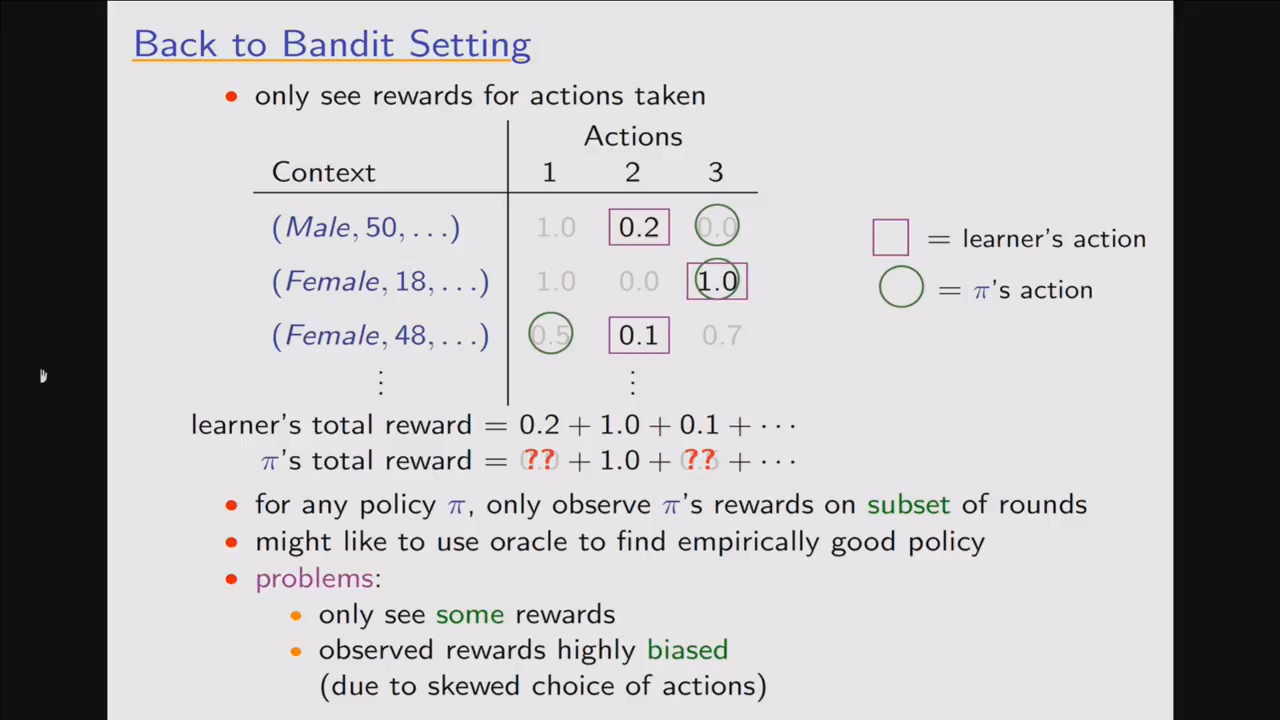 Back to Bandit Setting
• only see rewards for actions taken
Actions
Context 1 2 3
(Male, 50, . . .) 1.0 0.2 0.0
(Female, 18, . . .) 1.0 0.0 1.0
(Female, 48, . . .) 0.5 0.1 0.7
⋮ ⋮
= learner's action
= π's action
learner's total reward = 0.2 + 1.0 + 0.1 + ···
π's total reward = ?? + 1.0 + ?? + ···
• for any policy π, only observe π's rewards on subset of rounds
• might like to use oracle to find empirically good policy
• problems:
• only see some rewards
• observed rewards highly biased
(due to skewed choice of actions)